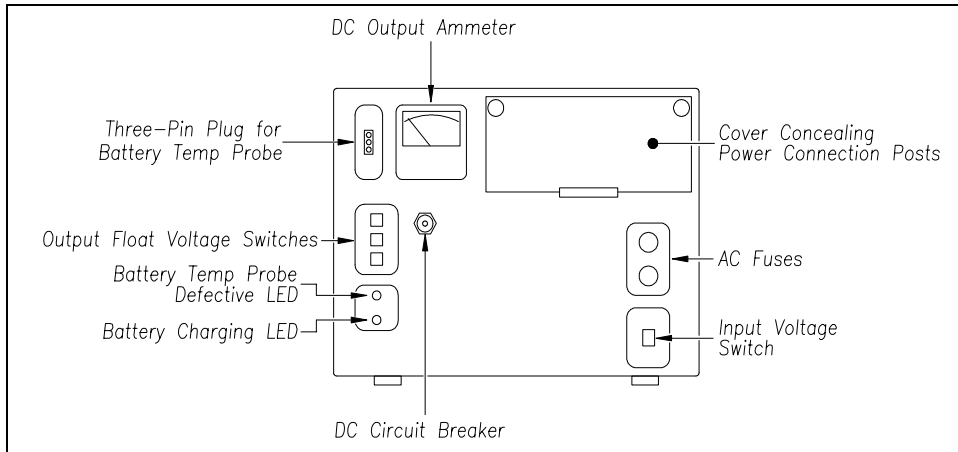 DC Output Ammeter
Three-Pin Plug for
Battery Temp Probe
Cover Concealing
Power Connection Posts
Output Float Voltage Switches
AC Fuses
Battery Temp Probe
Defective LED
Battery Charging LED
Input Voltage
Switch
DC Circuit Breaker